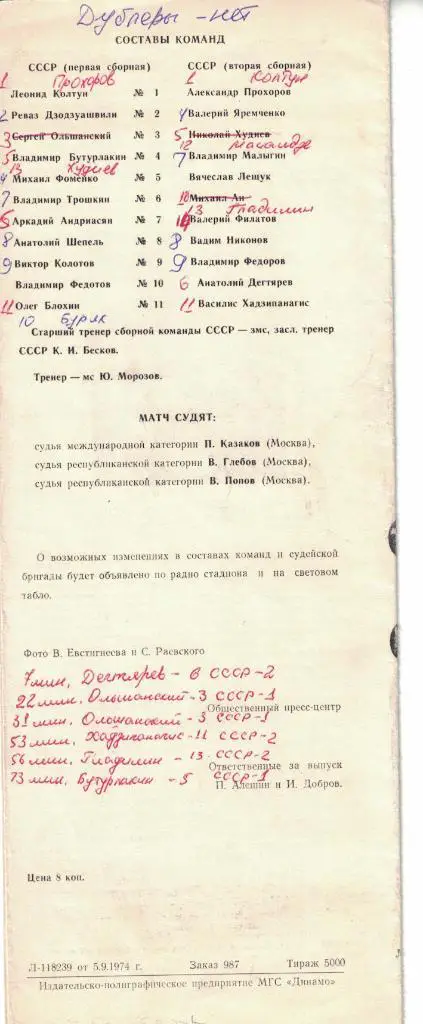 Дублеры - нет
СОСТАВЫ КОМАНД
СССР (первая сборная) СССР (вторая сборная)
1 Прохоров 1 Колтун
Леонид Колтун № 1 Александр Прохоров
2 Реваз Дзодзуашвили № 2 4 Валерий Яремченко
3 Сергей Ольшанский № 3 5 Николай Худиев
12
5 Владимир Бутурлакин № 4 7 Владимир Малыгин
13 Худиев
4 Михаил Фоменко № 5 Вячеслав Лещук
7 Владимир Трошкин № 6 10 Михаил Ан
13 Гладилин
Аркадий Андриасян № 7 Валерий Филатов
8 Анатолий Шепель № 8 8 Вадим Никонов
9 Виктор Колотов № 9 9 Владимир Федоров
Владимир Федотов № 10 6 Анатолий Дегтярев
11 Олег Блохин № 11 11 Василис Хадзипанагис
10 Буряк
Старший тренер сборной команды СССР — змс, засл. тренер
СССР К. И. Бесков.
Тренер — мс Ю. Морозов.
МАТЧ СУДЯТ:
судья международной категории П. Казаков (Москва),
судья республиканской категории В. Глебов (Москва),
судья республиканской категории В. Попов (Москва).
О возможных изменениях в составах команд и судейской
бригады будет объявлено по радио стадиона и на световом
табло.
Фото В. Евстигнеева и С. Раевского
7 мин, Дегтярев - 6 СССР-2
22 мин, Ольшанский - 3 СССР-1
Общественный пресс-центр
31 мин, Ольшанский - 3 СССР-1
53 мин, Хадзипанагис - 11 СССР-2
56 мин, Гладилин - 13 СССР-2
Ответственные за выпуск
73 мин, Бутурлакин - 5 СССР-1
П. Алешин и И. Добров.
Цена 8 коп.
Л-118239 от 5.9.1974 г. Заказ 987 Тираж 5000
Издательско-полиграфическое предприятие МГС «Динамо»